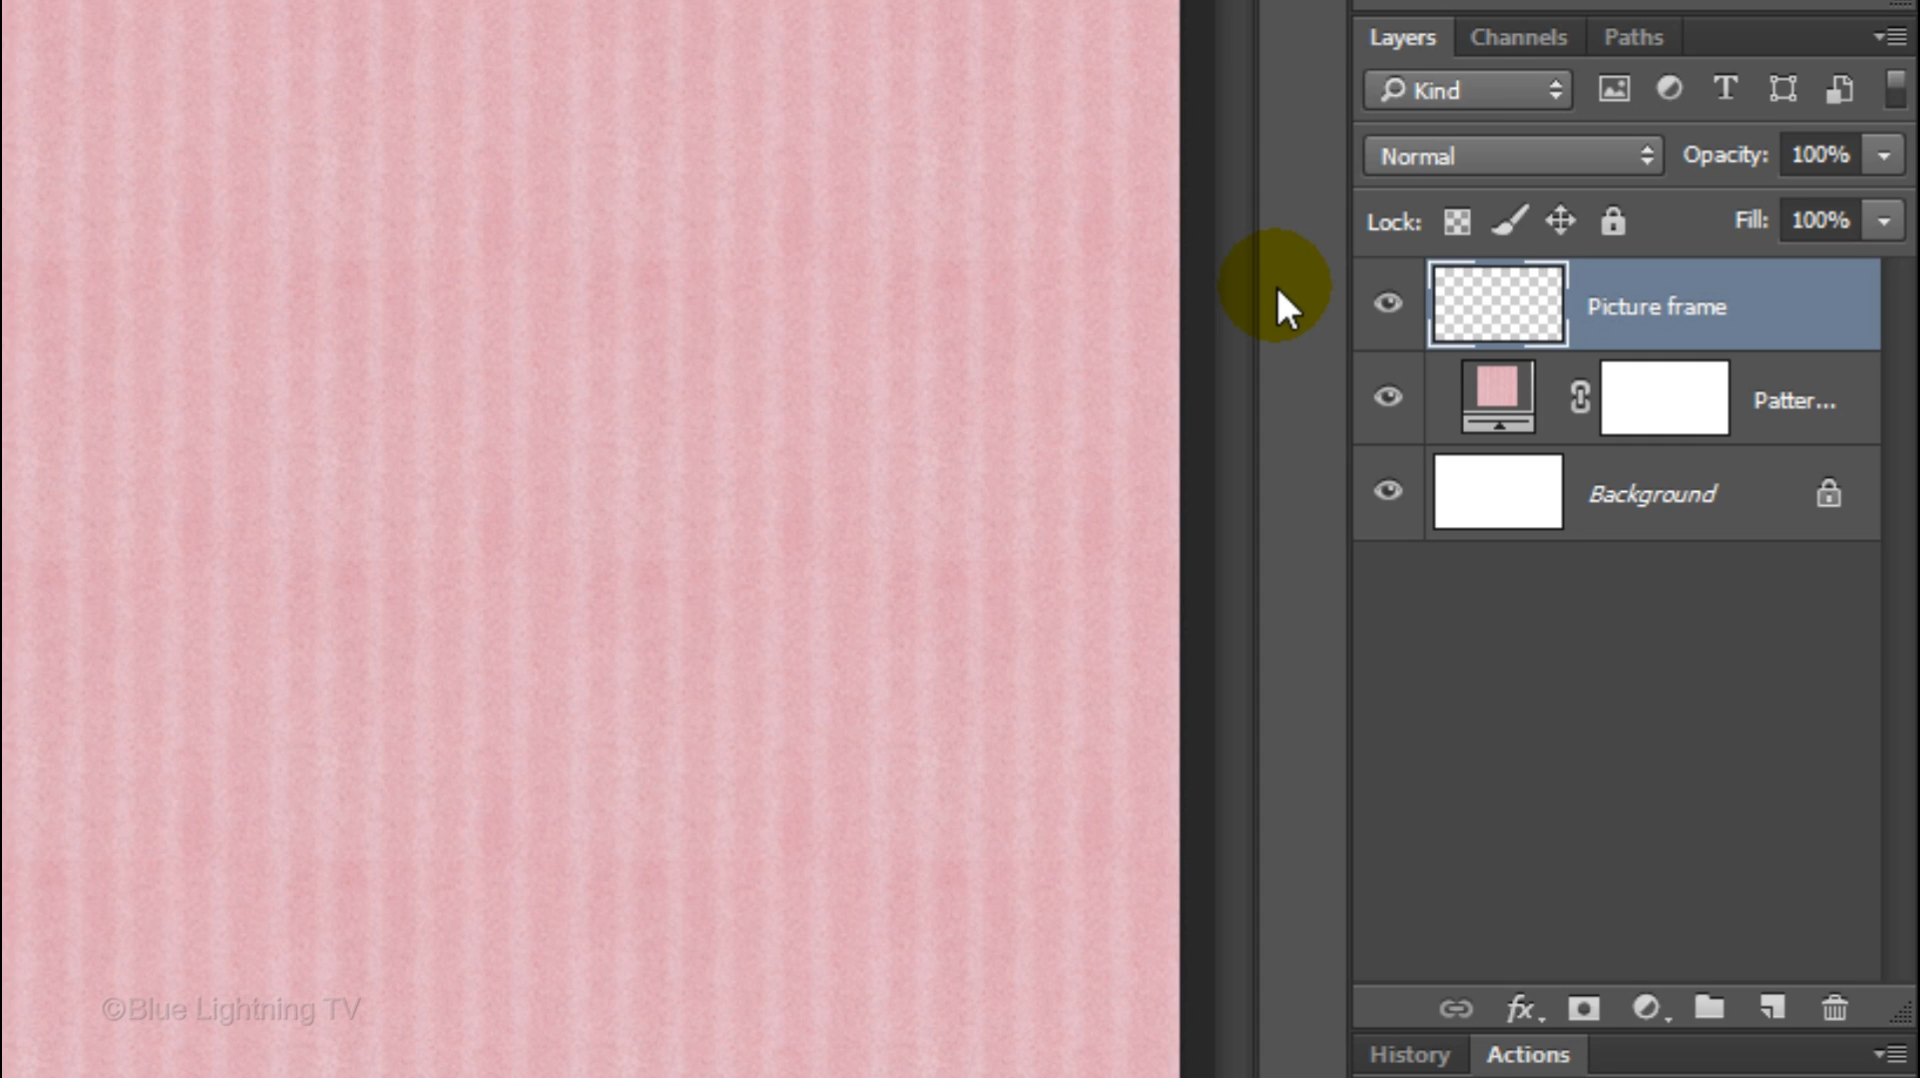 Layers Channels Paths
Kind T
Normal Opacity: 100%
Lock: Fill: 100%
Picture frame
Patter...
Background
fx
©Blue Lightning TV
History Actions